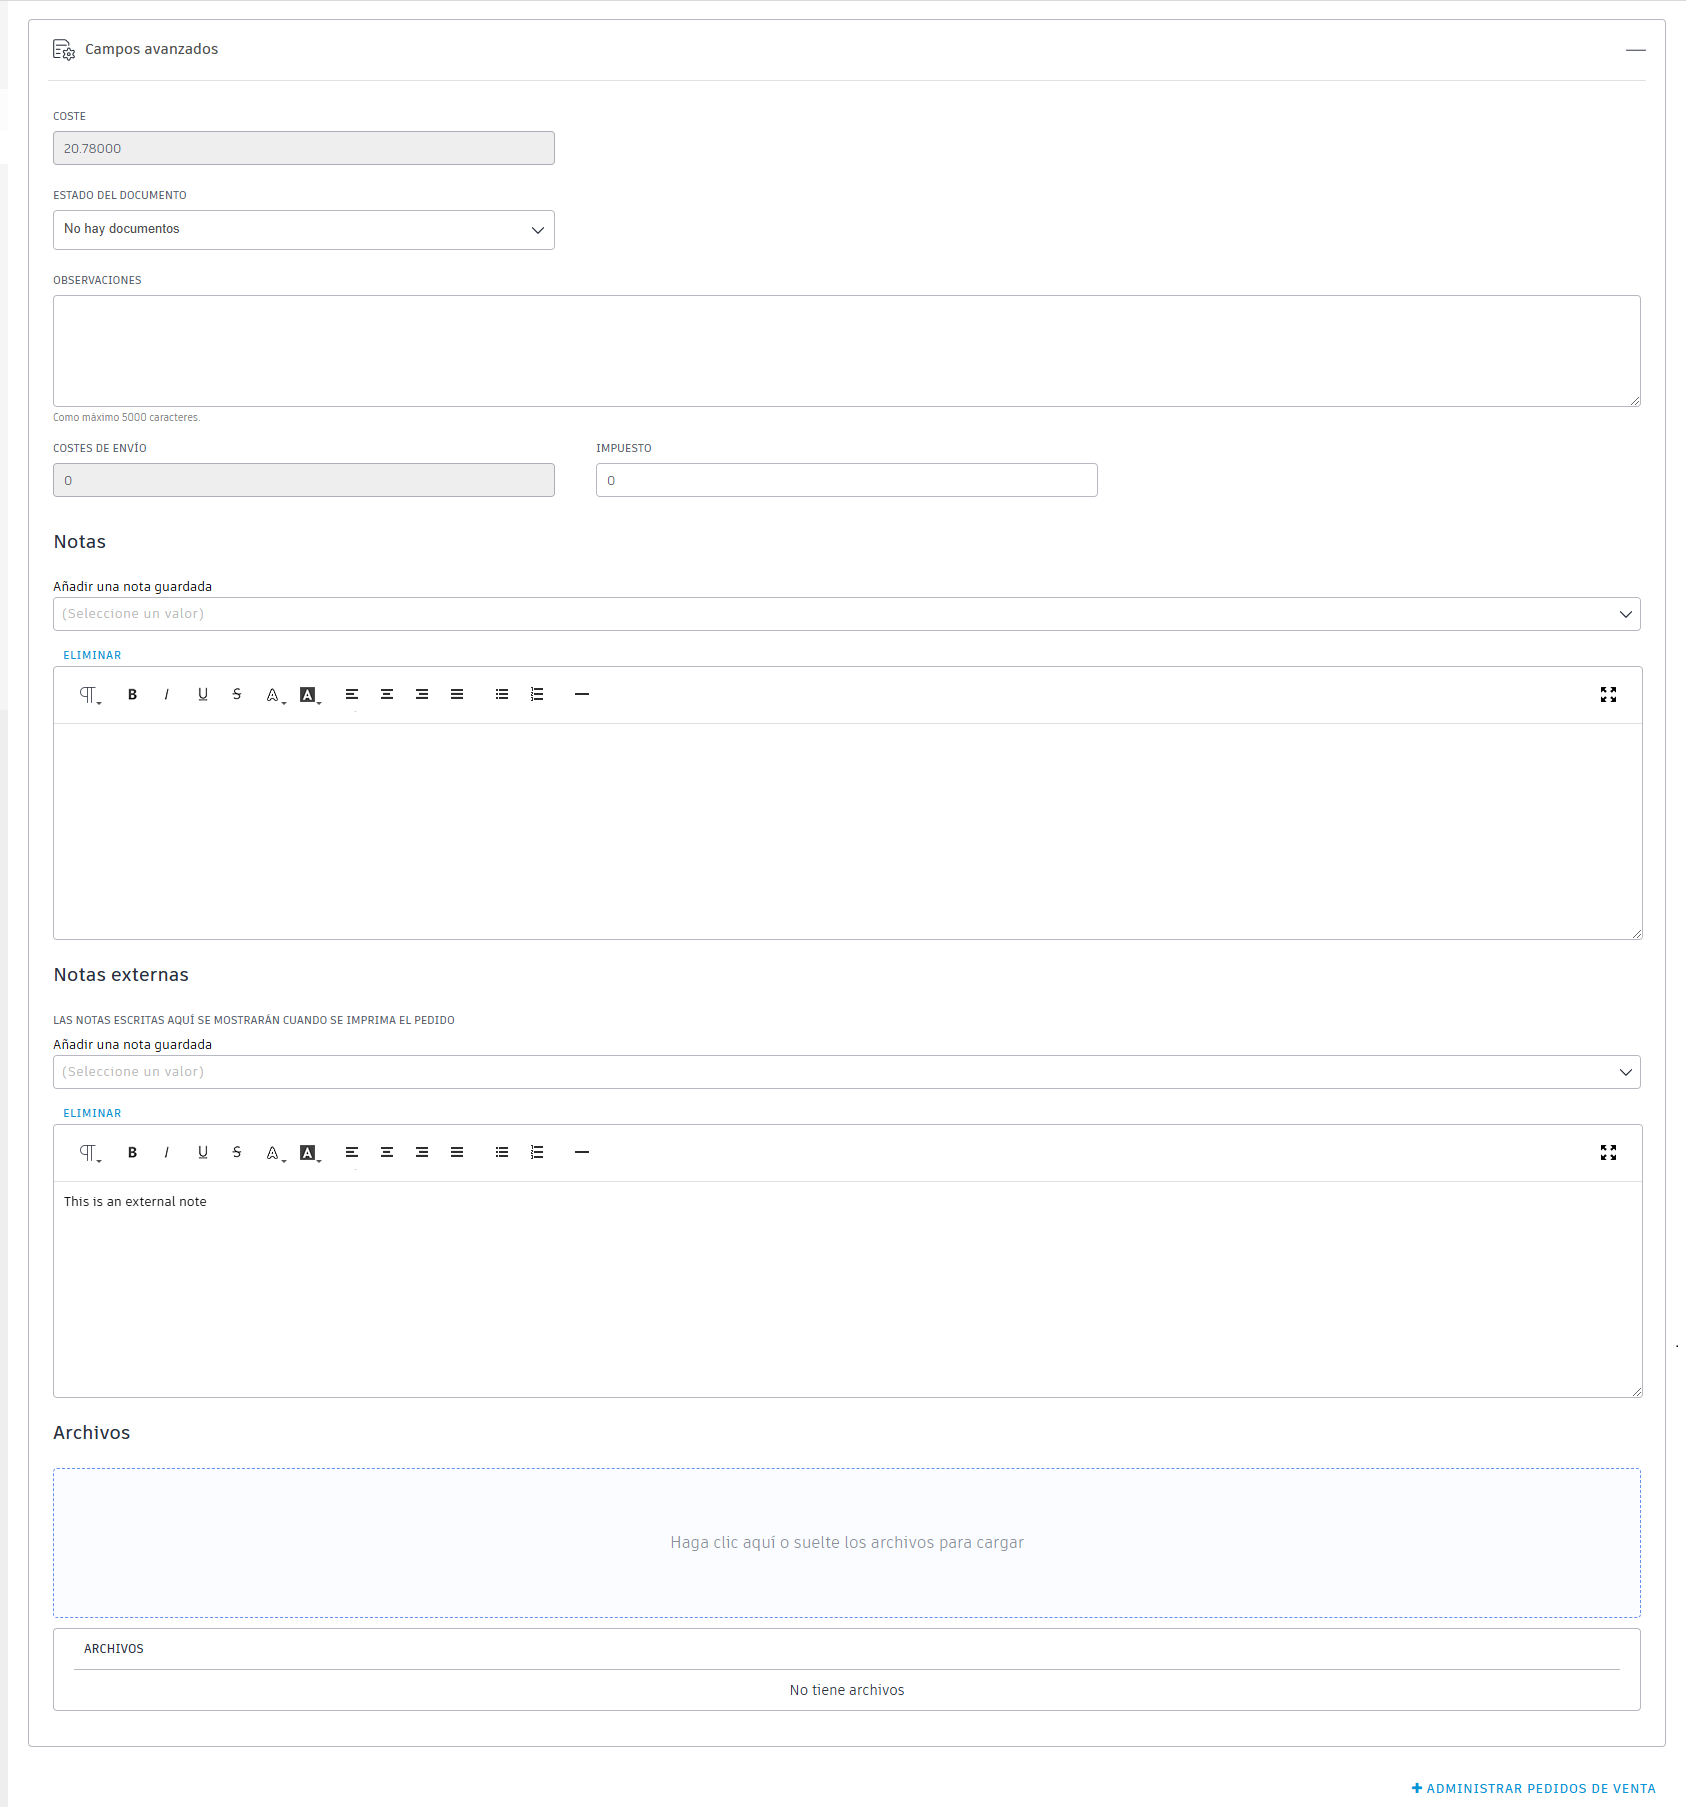 Campos avanzados
COSTE
20.78000
ESTADO DEL DOCUMENTO
No hay documentos
OBSERVACIONES
Como máximo 5000 caracteres.
COSTES DE ENVÍO
IMPUESTO
0
0
Notas
Añadir una nota guardada
(Seleccione un valor)
ELIMINAR
Notas externas
LAS NOTAS ESCRITAS AQUÍ SE MOSTRARÁN CUANDO SE IMPRIMA EL PEDIDO
Añadir una nota guardada
(Seleccione un valor)
ELIMINAR
This is an external note
Archivos
Haga clic aquí o suelte los archivos para cargar
ARCHIVOS
No tiene archivos
+ ADMINISTRAR PEDIDOS DE VENTA